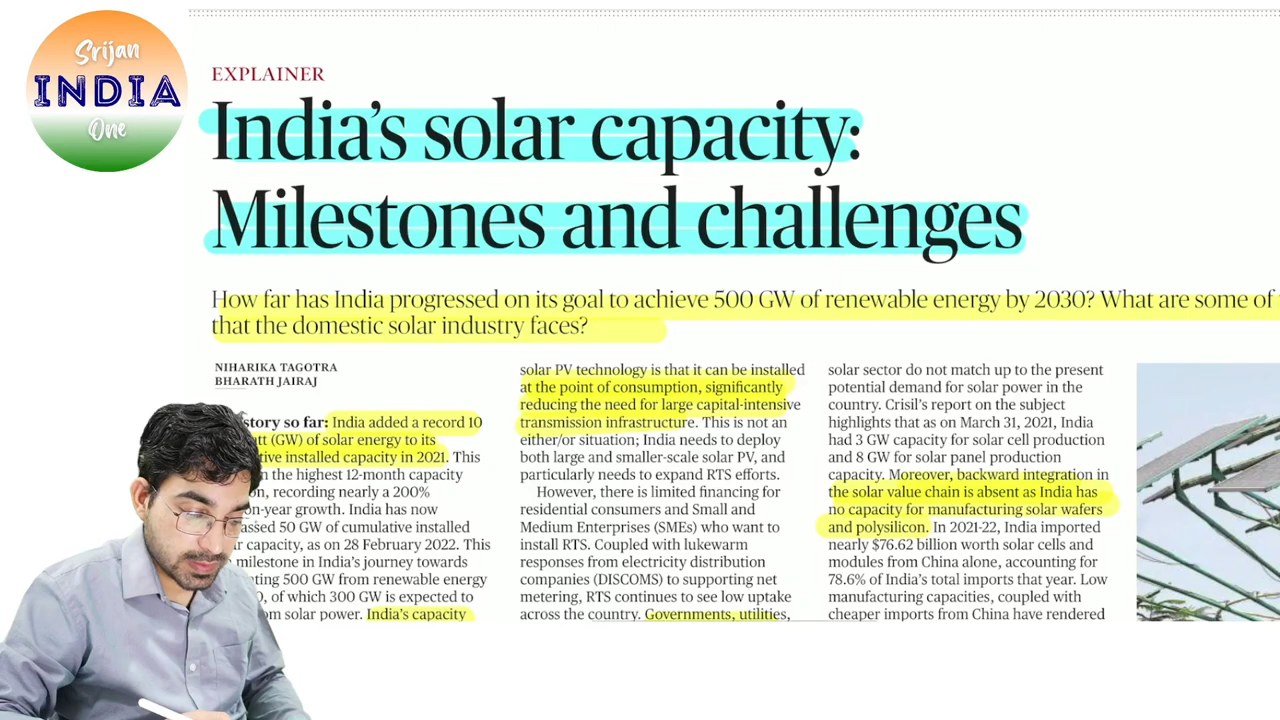 Srijan
INDIA
One
EXPLAINER
India's solar capacity:
Milestones and challenges
How far has India progressed on its goal to achieve 500 GW of renewable energy by 2030? What are some of
that the domestic solar industry faces?
NIHARIKA TAGOTRA
BHARATH JAIRAJ
story so far: India added a record 10
(GW) of solar energy to its
installed capacity in 2021. This
the highest 12-month capacity
recording nearly a 200%
growth. India has now
50 GW of cumulative installed
capacity, as on 28 February 2022. This
milestone in India's journey towards
500 GW from renewable energy
of which 300 GW is expected to
solar power. India's capacity
solar PV technology is that it can be installed
at the point of consumption, significantly
reducing the need for large capital-intensive
transmission infrastructure. This is not an
either/or situation; India needs to deploy
both large and smaller-scale solar PV, and
particularly needs to expand RTS efforts.
However, there is limited financing for
residential consumers and Small and
Medium Enterprises (SMEs) who want to
install RTS. Coupled with lukewarm
responses from electricity distribution
companies (DISCOMS) to supporting net
metering, RTS continues to see low uptake
across the country. Governments, utilities,
solar sector do not match up to the present
potential demand for solar power in the
country. Crisil's report on the subject
highlights that as on March 31, 2021, India
had 3 GW capacity for solar cell production
and 8 GW for solar panel production
capacity. Moreover, backward integration in
the solar value chain is absent as India has
no capacity for manufacturing solar wafers
and polysilicon. In 2021-22, India imported
nearly $76.62 billion worth solar cells and
modules from China alone, accounting for
78.6% of India's total imports that year. Low
manufacturing capacities, coupled with
cheaper imports from China have rendered